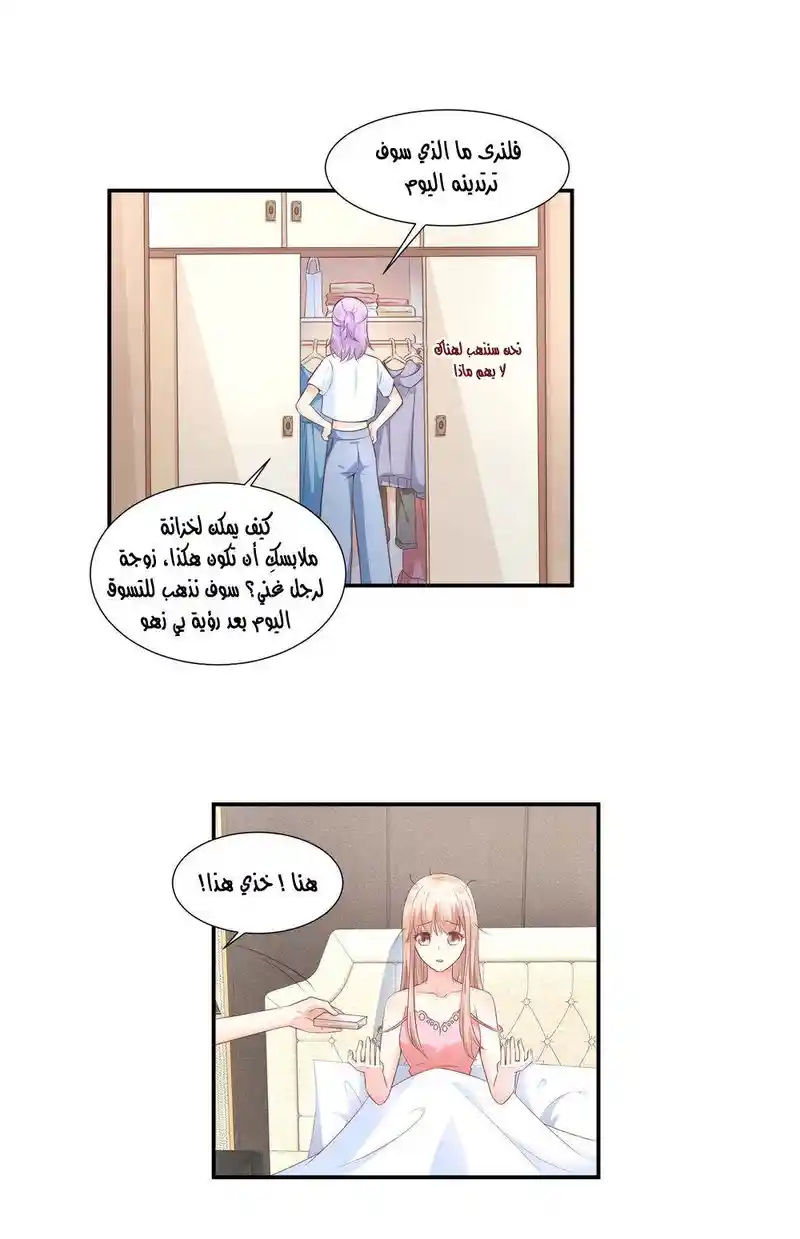 فلنرى ما الذي سوف
ترتدينه اليوم
نحن سنذهب لهناك
لا يهم ماذا
كيف يمكن لخزانة
ملابسكِ أن تكون هكذا، زوجة
لرجل غني؟ سوف نذهب للتسوق
اليوم بعد رؤية يي زهو
هنا ! خذي هذا!